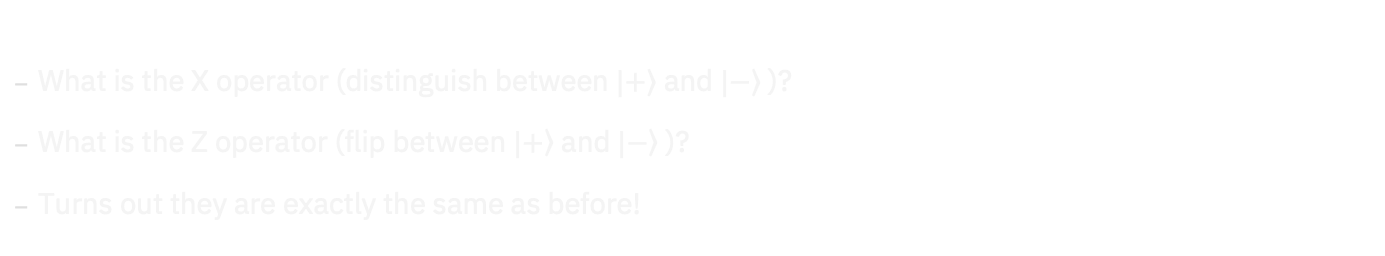 – What is the X operator (distinguish between |+⟩ and |−⟩ )?
– What is the Z operator (flip between |+⟩ and |−⟩ )?
– Turns out they are exactly the same as before!